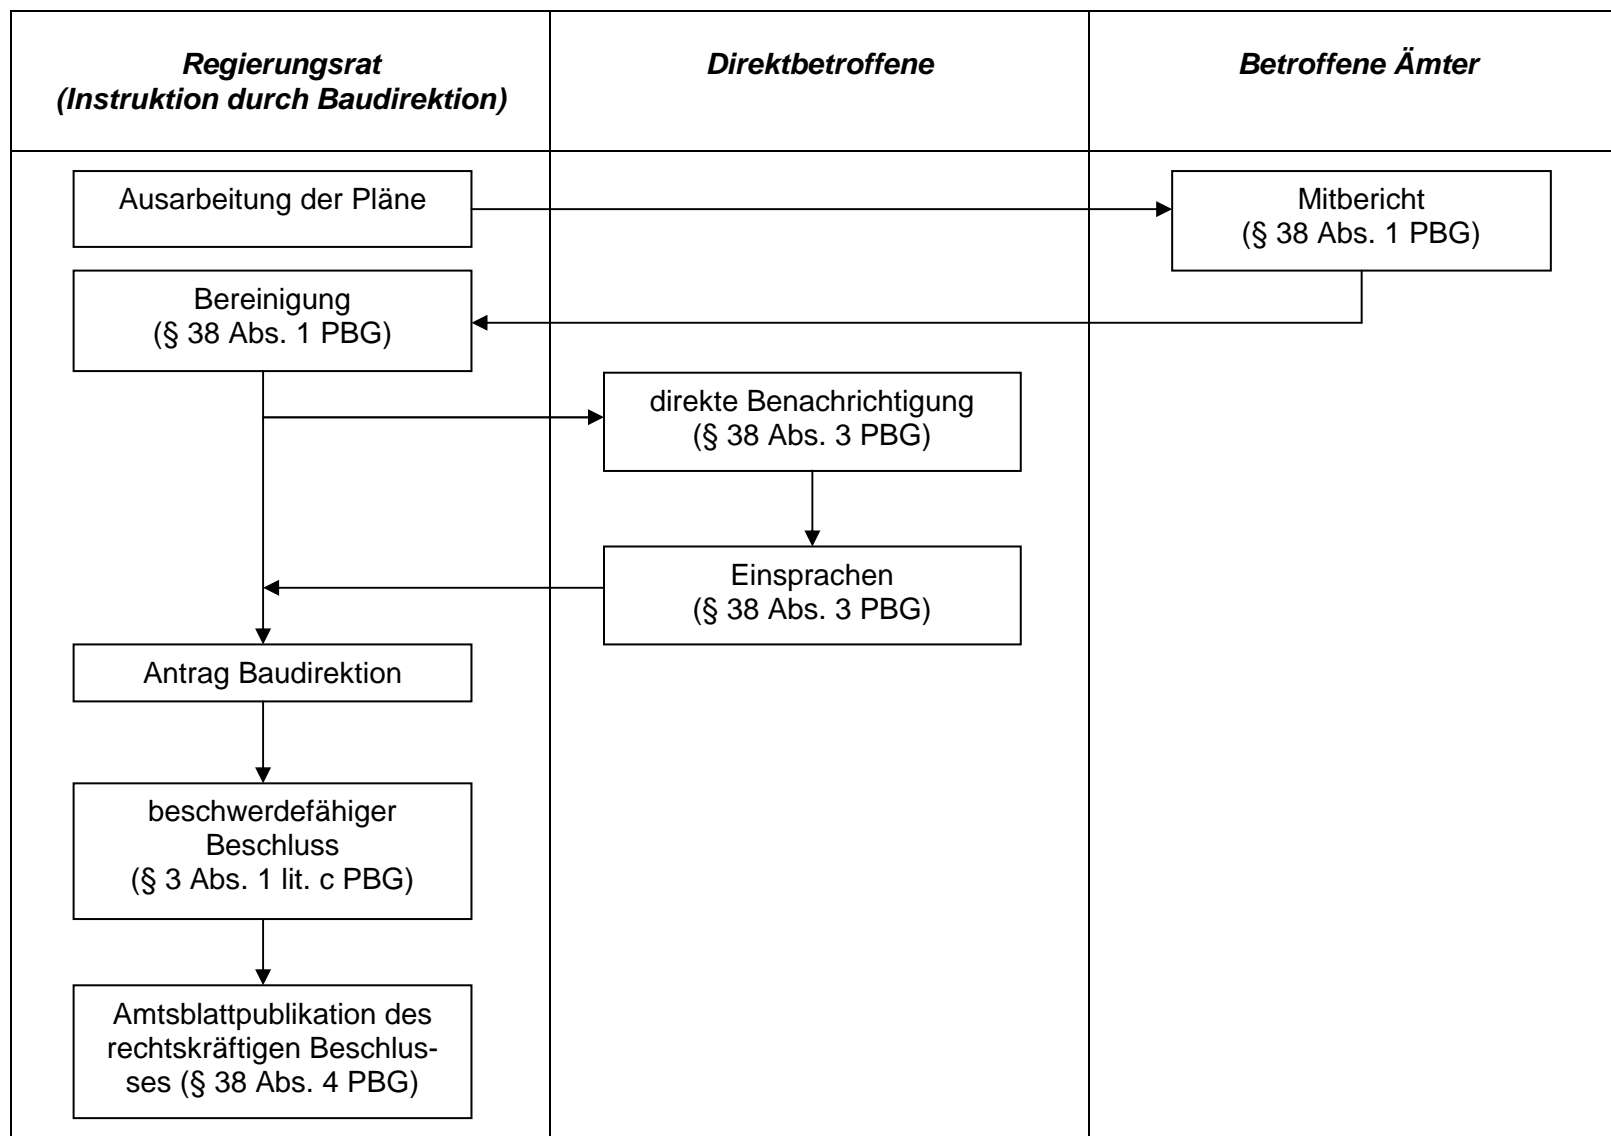 Regierungsrat
(Instruktion durch Baudirektion)
Direktbetroffene
Betroffene Ämter
Ausarbeitung der Pläne
Mitbericht
(§ 38 Abs. 1 PBG)
Bereinigung
(§ 38 Abs. 1 PBG)
direkte Benachrichtigung
(§ 38 Abs. 3 PBG)
Einsprachen
(§ 38 Abs. 3 PBG)
Antrag Baudirektion
beschwerdefähiger
Beschluss
(§ 3 Abs. 1 lit. c PBG)
Amtsblattpublikation des
rechtskräftigen Beschlus-
ses (§ 38 Abs. 4 PBG)